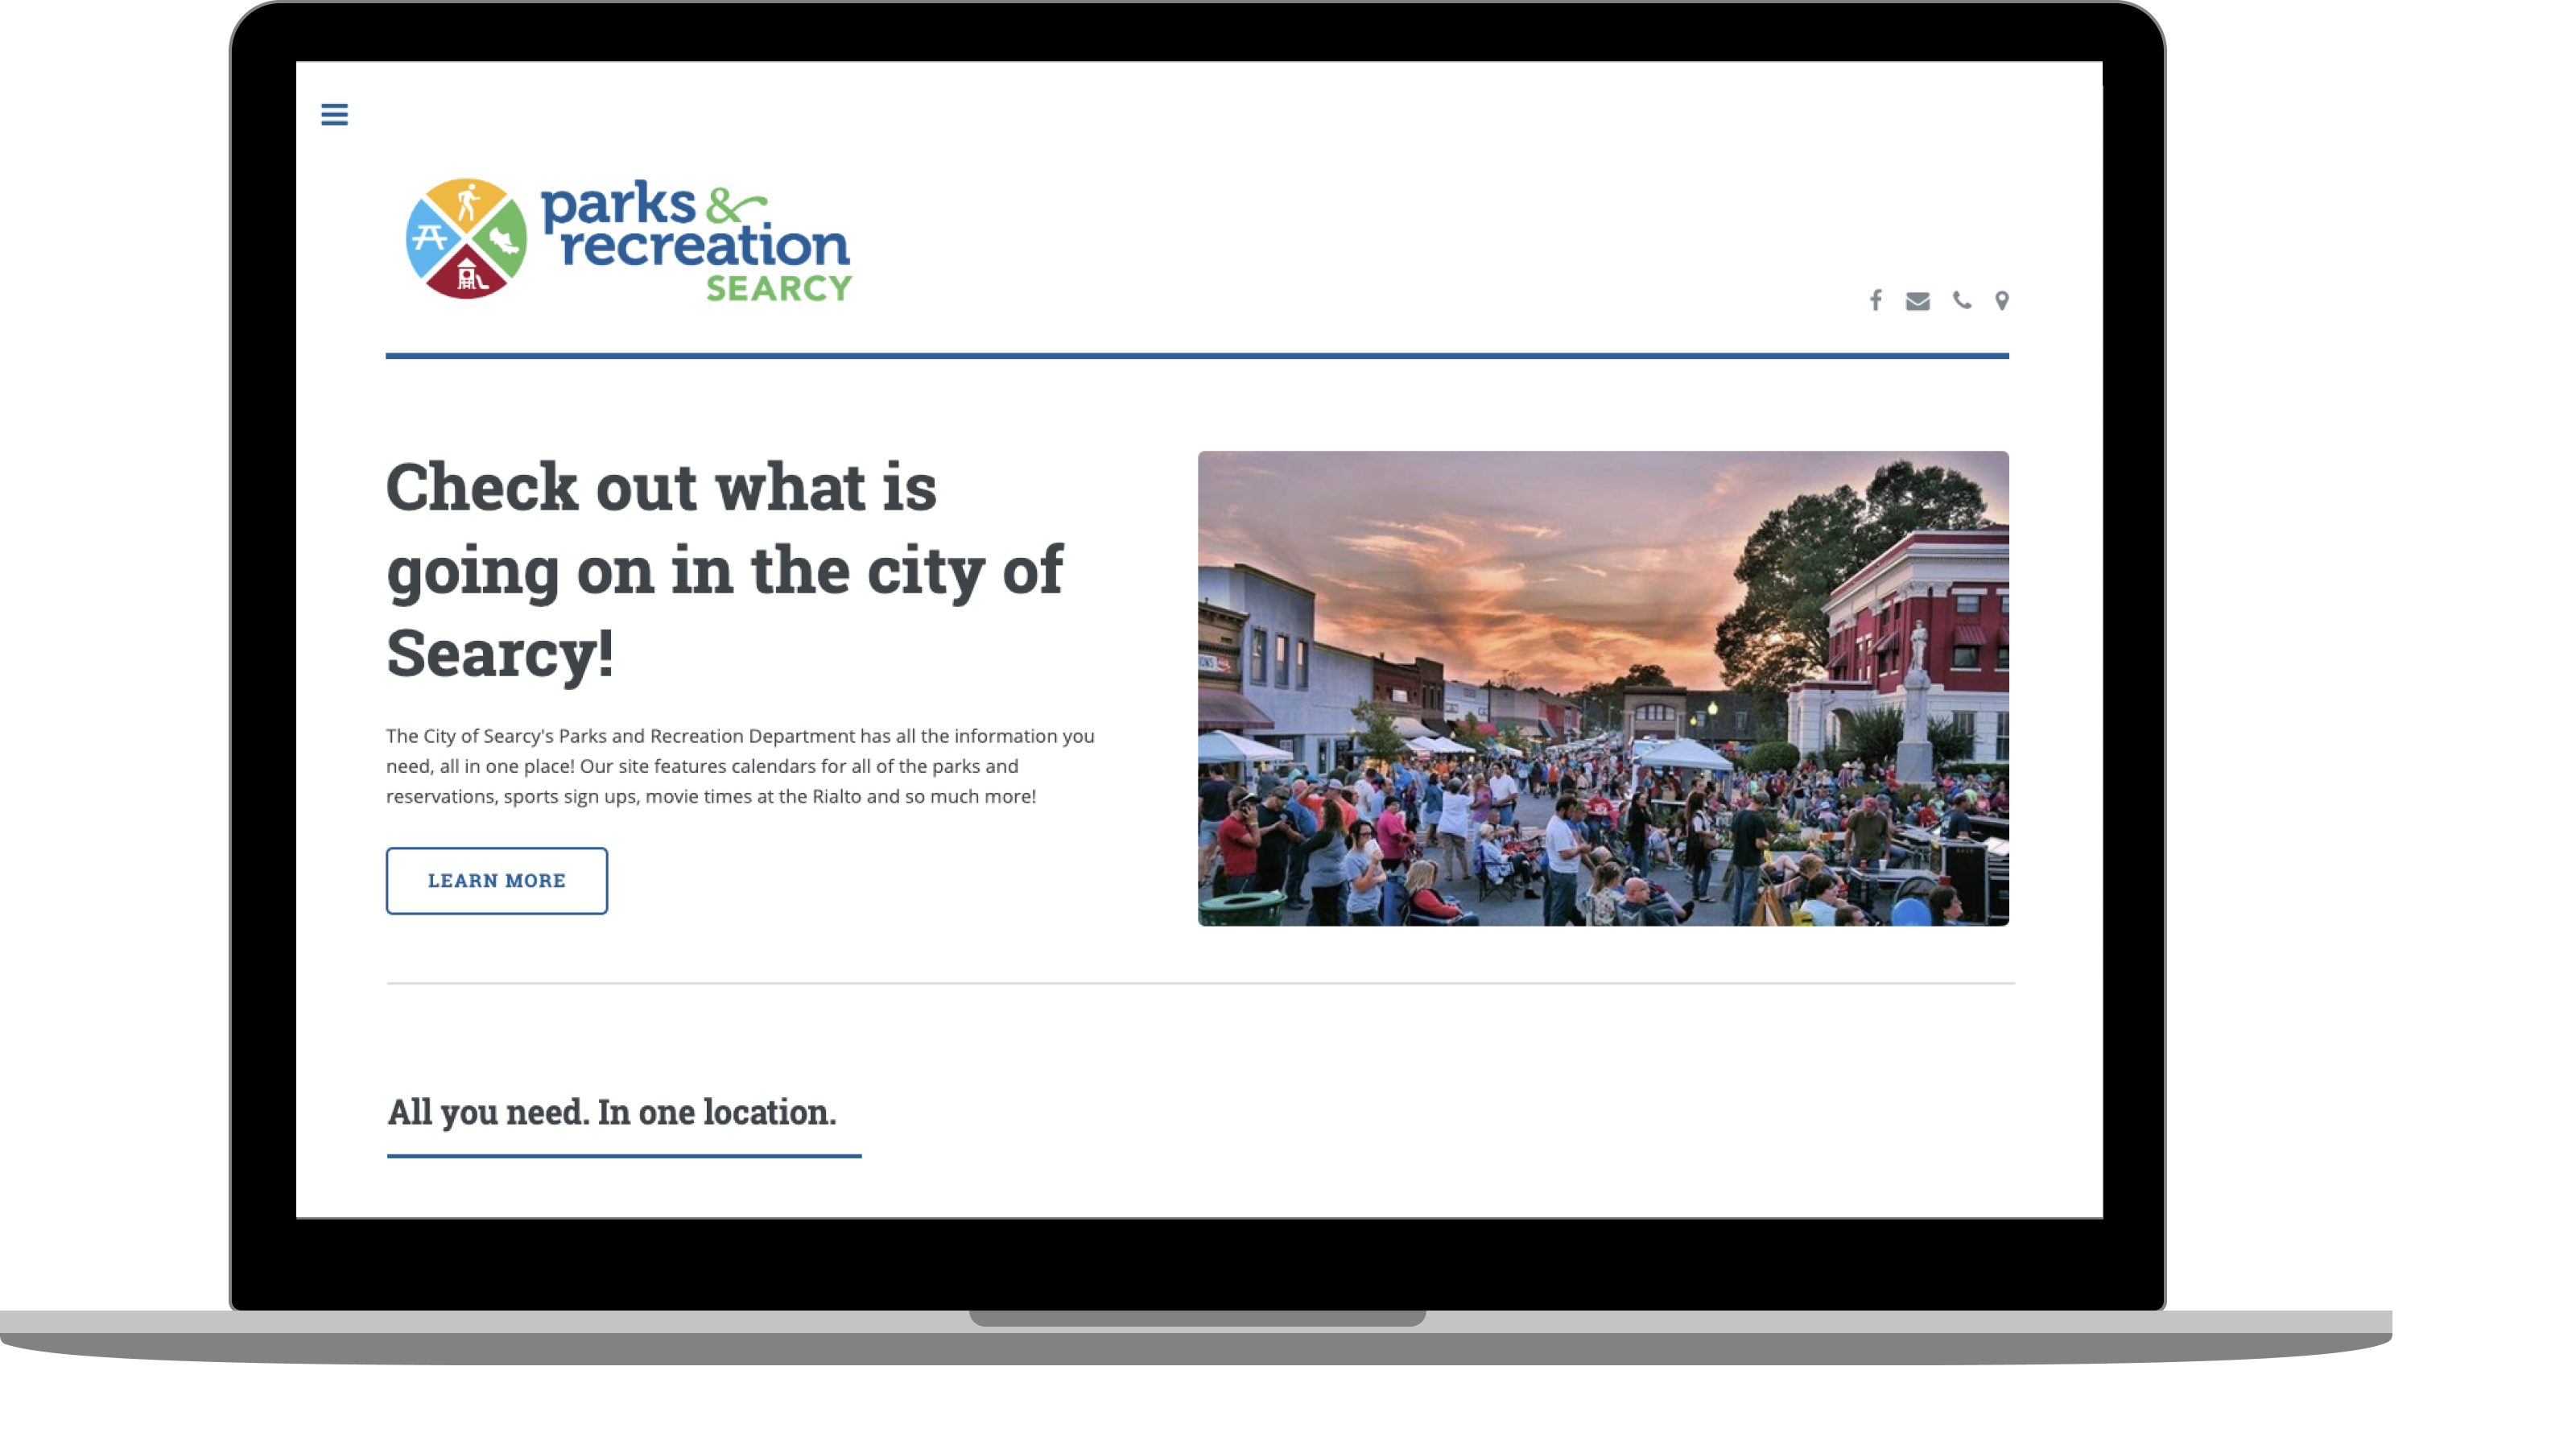 parks &
recreation
SEARCY
Check out what is
going on in the city of
Searcy!
The City of Searcy's Parks and Recreation Department has all the information you
need, all in one place! Our site features calendars for all of the parks and
reservations, sports sign ups, movie times at the Rialto and so much more!
LEARN MORE
All you need. In one location.